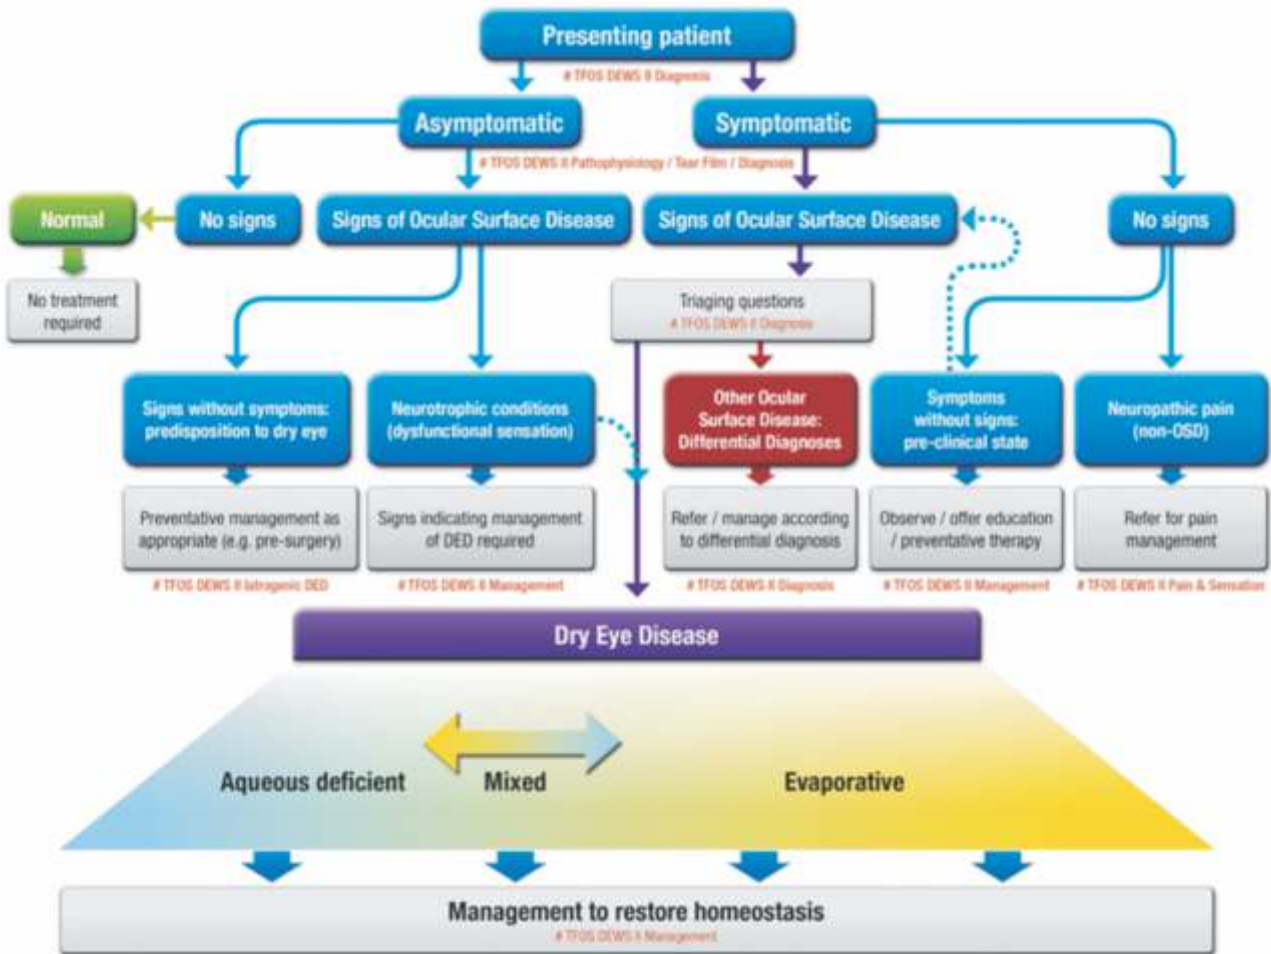 Presenting patient
# TFOS DEWS II Diagnosis
Asymptomatic
Symptomatic
# TFOS DEWS II Pathophysiology / Tear Film / Diagnosis
Normal
No signs
Signs of Ocular Surface Disease
Signs of Ocular Surface Disease
No signs
No treatment
required
Triaging questions
# TFOS DEWS II Diagnosis
Signs without symptoms:
predisposition to dry eye
Neurotrophic conditions
(dysfunctional sensation)
Other Ocular
Surface Disease:
Differential Diagnoses
Symptoms
without signs:
pre-clinical state
Neuropathic pain
(non-OSD)
Preventative management as
appropriate (e.g. pre-surgery)
Signs indicating management
of DED required
Refer / manage according
to differential diagnosis
Observe / offer education
/ preventative therapy
Refer for pain
management
# TFOS DEWS II Iatrogenic DED
# TFOS DEWS II Management
# TFOS DEWS II Diagnosis
# TFOS DEWS II Management
# TFOS DEWS II Pain & Sensation
Dry Eye Disease
Aqueous deficient
Mixed
Evaporative
Management to restore homeostasis
# TFOS DEWS II Management